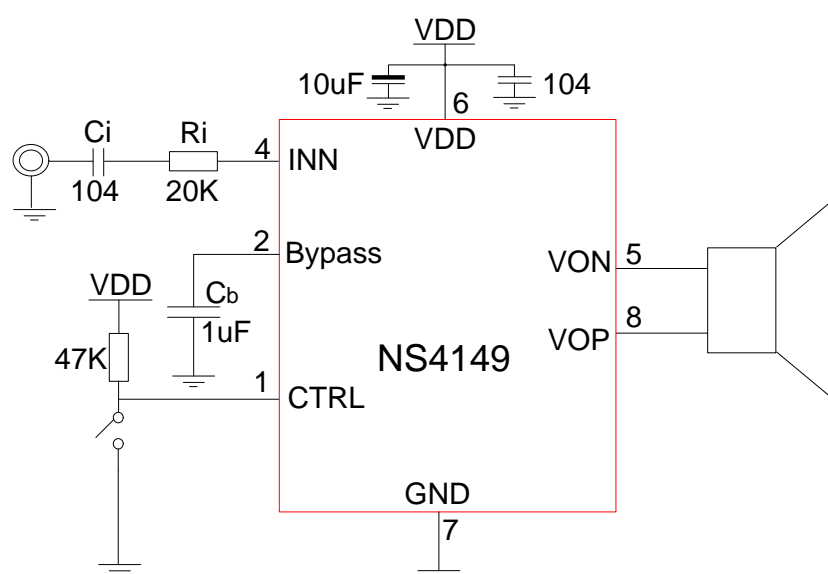 VDD
10uF
104
6
VDD
Ci
Ri
4
INN
104
20K
2
Bypass
VON
5
VDD
Cb
1uF
VOP
8
47K
NS4149
1
CTRL
GND
7